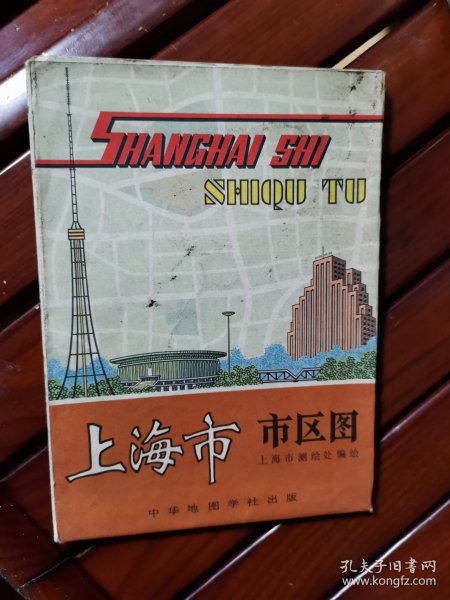 SHANGHAI SHI
SHIQU TU
上海市 市区图
上海市测绘处编绘
中华地图学社出版
孔夫子旧书网
www.kongfz.com